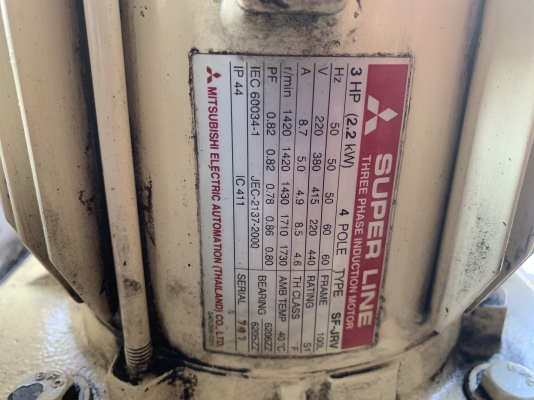 SUPER LINE
THREE PHASE INDUCTION MOTOR
3 HP (2.2 kW) 4 POLE TYPE SF-JRV
Hz 50 50 50 60 60 FRAME 100L
V 220 380 415 220 440 RATING S1
A 8.7 5.0 4.9 8.5 4.6 TH CLASS F
r/min 1420 1420 1430 1710 1730 AMB TEMP 40°C
PF 0.82 0.82 0.78 0.86 0.80 BEARING 6206ZZ
IEC 60034-1 JEC-2137-2000 6205ZZ
IP 44 IC 411 SERIAL
MITSUBISHI ELECTRIC AUTOMATION (THAILAND) CO., LTD.